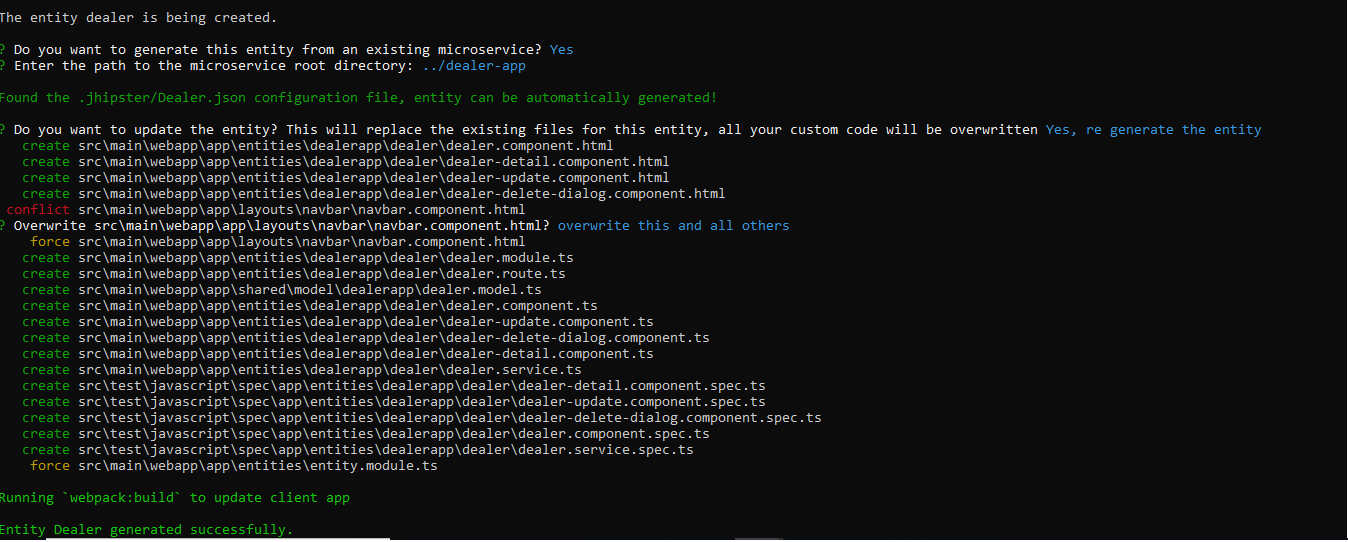 The entity dealer is being created.
? Do you want to generate this entity from an existing microservice? Yes
? Enter the path to the microservice root directory: ../dealer-app
Found the .jhipster/Dealer.json configuration file, entity can be automatically generated!
? Do you want to update the entity? This will replace the existing files for this entity, all your custom code will be overwritten Yes, re generate the entity
create src\main\webapp\app\entities\dealerapp\dealer\dealer.component.html
create src\main\webapp\app\entities\dealerapp\dealer\dealer-detail.component.html
create src\main\webapp\app\entities\dealerapp\dealer\dealer-update.component.html
create src\main\webapp\app\entities\dealerapp\dealer\dealer-delete-dialog.component.html
conflict src\main\webapp\app\layouts\navbar\navbar.component.html
? Overwrite src\main\webapp\app\layouts\navbar\navbar.component.html? overwrite this and all others
force src\main\webapp\app\layouts\navbar\navbar.component.html
create src\main\webapp\app\entities\dealerapp\dealer\dealer.module.ts
create src\main\webapp\app\entities\dealerapp\dealer\dealer.route.ts
create src\main\webapp\app\shared\model\dealerapp\dealer.model.ts
create src\main\webapp\app\entities\dealerapp\dealer\dealer.component.ts
create src\main\webapp\app\entities\dealerapp\dealer\dealer-update.component.ts
create src\main\webapp\app\entities\dealerapp\dealer\dealer-delete-dialog.component.ts
create src\main\webapp\app\entities\dealerapp\dealer\dealer-detail.component.ts
create src\main\webapp\app\entities\dealerapp\dealer\dealer.service.ts
create src\test\javascript\spec\app\entities\dealerapp\dealer\dealer-detail.component.spec.ts
create src\test\javascript\spec\app\entities\dealerapp\dealer\dealer-update.component.spec.ts
create src\test\javascript\spec\app\entities\dealerapp\dealer\dealer-delete-dialog.component.spec.ts
create src\test\javascript\spec\app\entities\dealerapp\dealer\dealer.component.spec.ts
create src\test\javascript\spec\app\entities\dealerapp\dealer\dealer.service.spec.ts
force src\main\webapp\app\entities\entity.module.ts
Running `webpack:build` to update client app
Entity Dealer generated successfully.